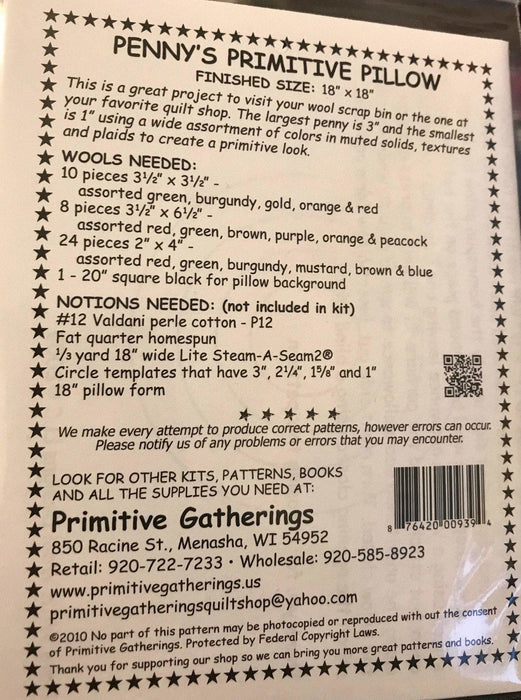 PENNY'S PRIMITIVE PILLOW
FINISHED SIZE: 18" x 18"
This is a great project to visit your wool scrap bin or the one at
your favorite quilt shop. The largest penny is 3" and the smallest
is 1" using a wide assortment of colors in muted solids, textures
and plaids to create a primitive look.
WOOLS NEEDED:
10 pieces 3½" x 3½" -
assorted green, burgundy, gold, orange & red
8 pieces 3½" x 6½" -
assorted red, green, brown, purple, orange & peacock
24 pieces 2" x 4" -
assorted red, green, burgundy, mustard, brown & blue
1 - 20" square black for pillow background
NOTIONS NEEDED: (not included in kit)
#12 Valdani perle cotton - P12
Fat quarter homespun
⅓ yard 18" wide Lite Steam-A-Seam2®
Circle templates that have 3", 2¼", 1⅝" and 1"
18" pillow form
We make every attempt to produce correct patterns, however errors can occur.
Please notify us of any problems or errors that you may encounter.
LOOK FOR OTHER KITS, PATTERNS, BOOKS
AND ALL THE SUPPLIES YOU NEED AT:
Primitive Gatherings
850 Racine St., Menasha, WI 54952
Retail: 920-722-7233 • Wholesale: 920-585-8923
www.primitivegatherings.us
primitivegatheringsquiltshop@yahoo.com
8 76420 00939 4
©2010 No part of this pattern may be photocopied or reproduced with out the consent
of Primitive Gatherings. Protected by Federal Copyright Laws.
Thank you for supporting our shop so we can bring you more great patterns and books.